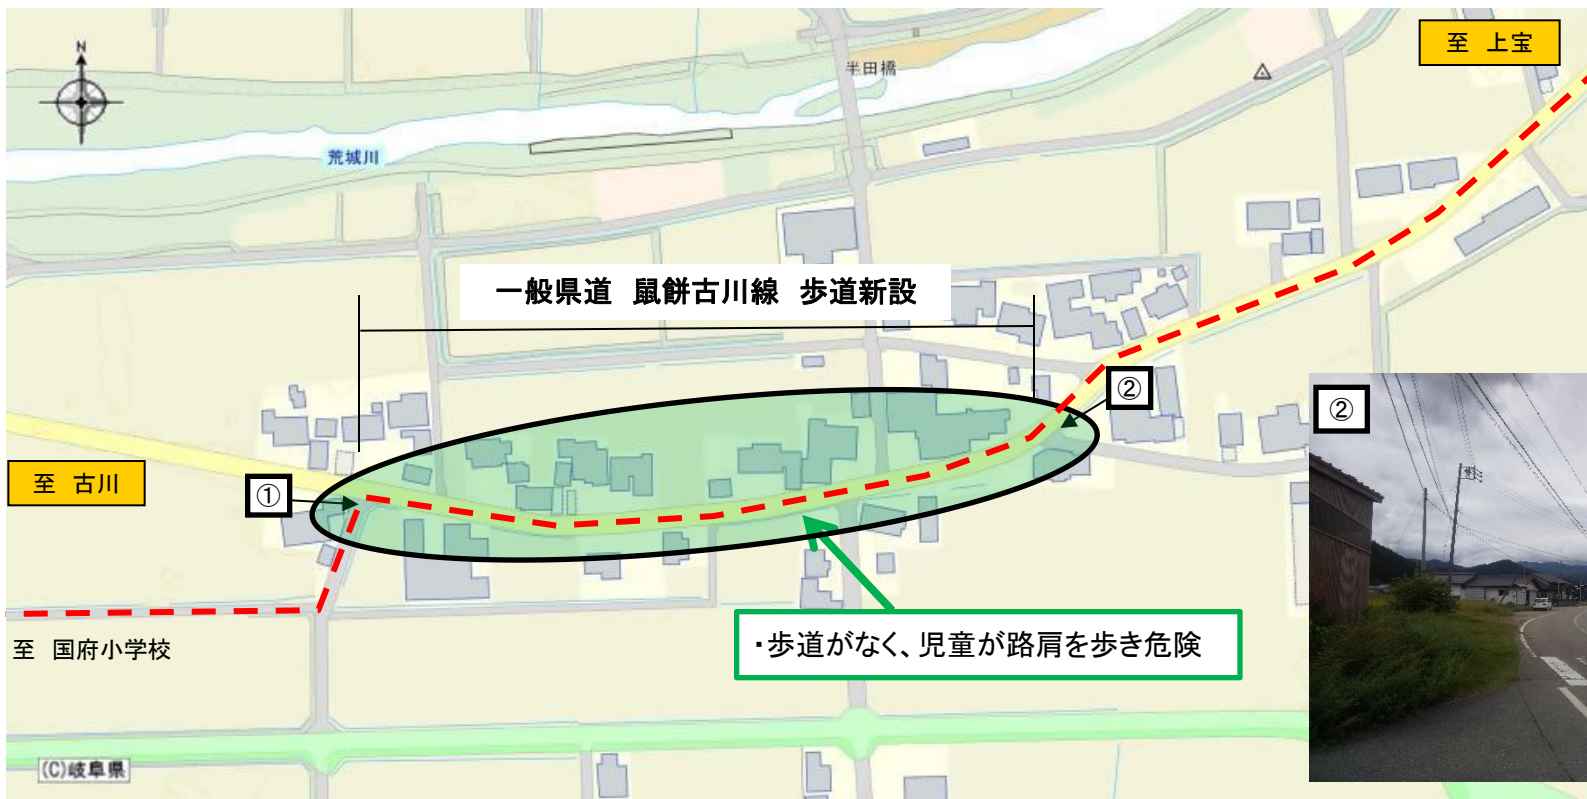 N
至 上宝
半田橋
荒城川
一般県道 鼠餅古川線 歩道新設
②
②
至 古川
①
・歩道がなく、児童が路肩を歩き危険
至 国府小学校
(C)岐阜県